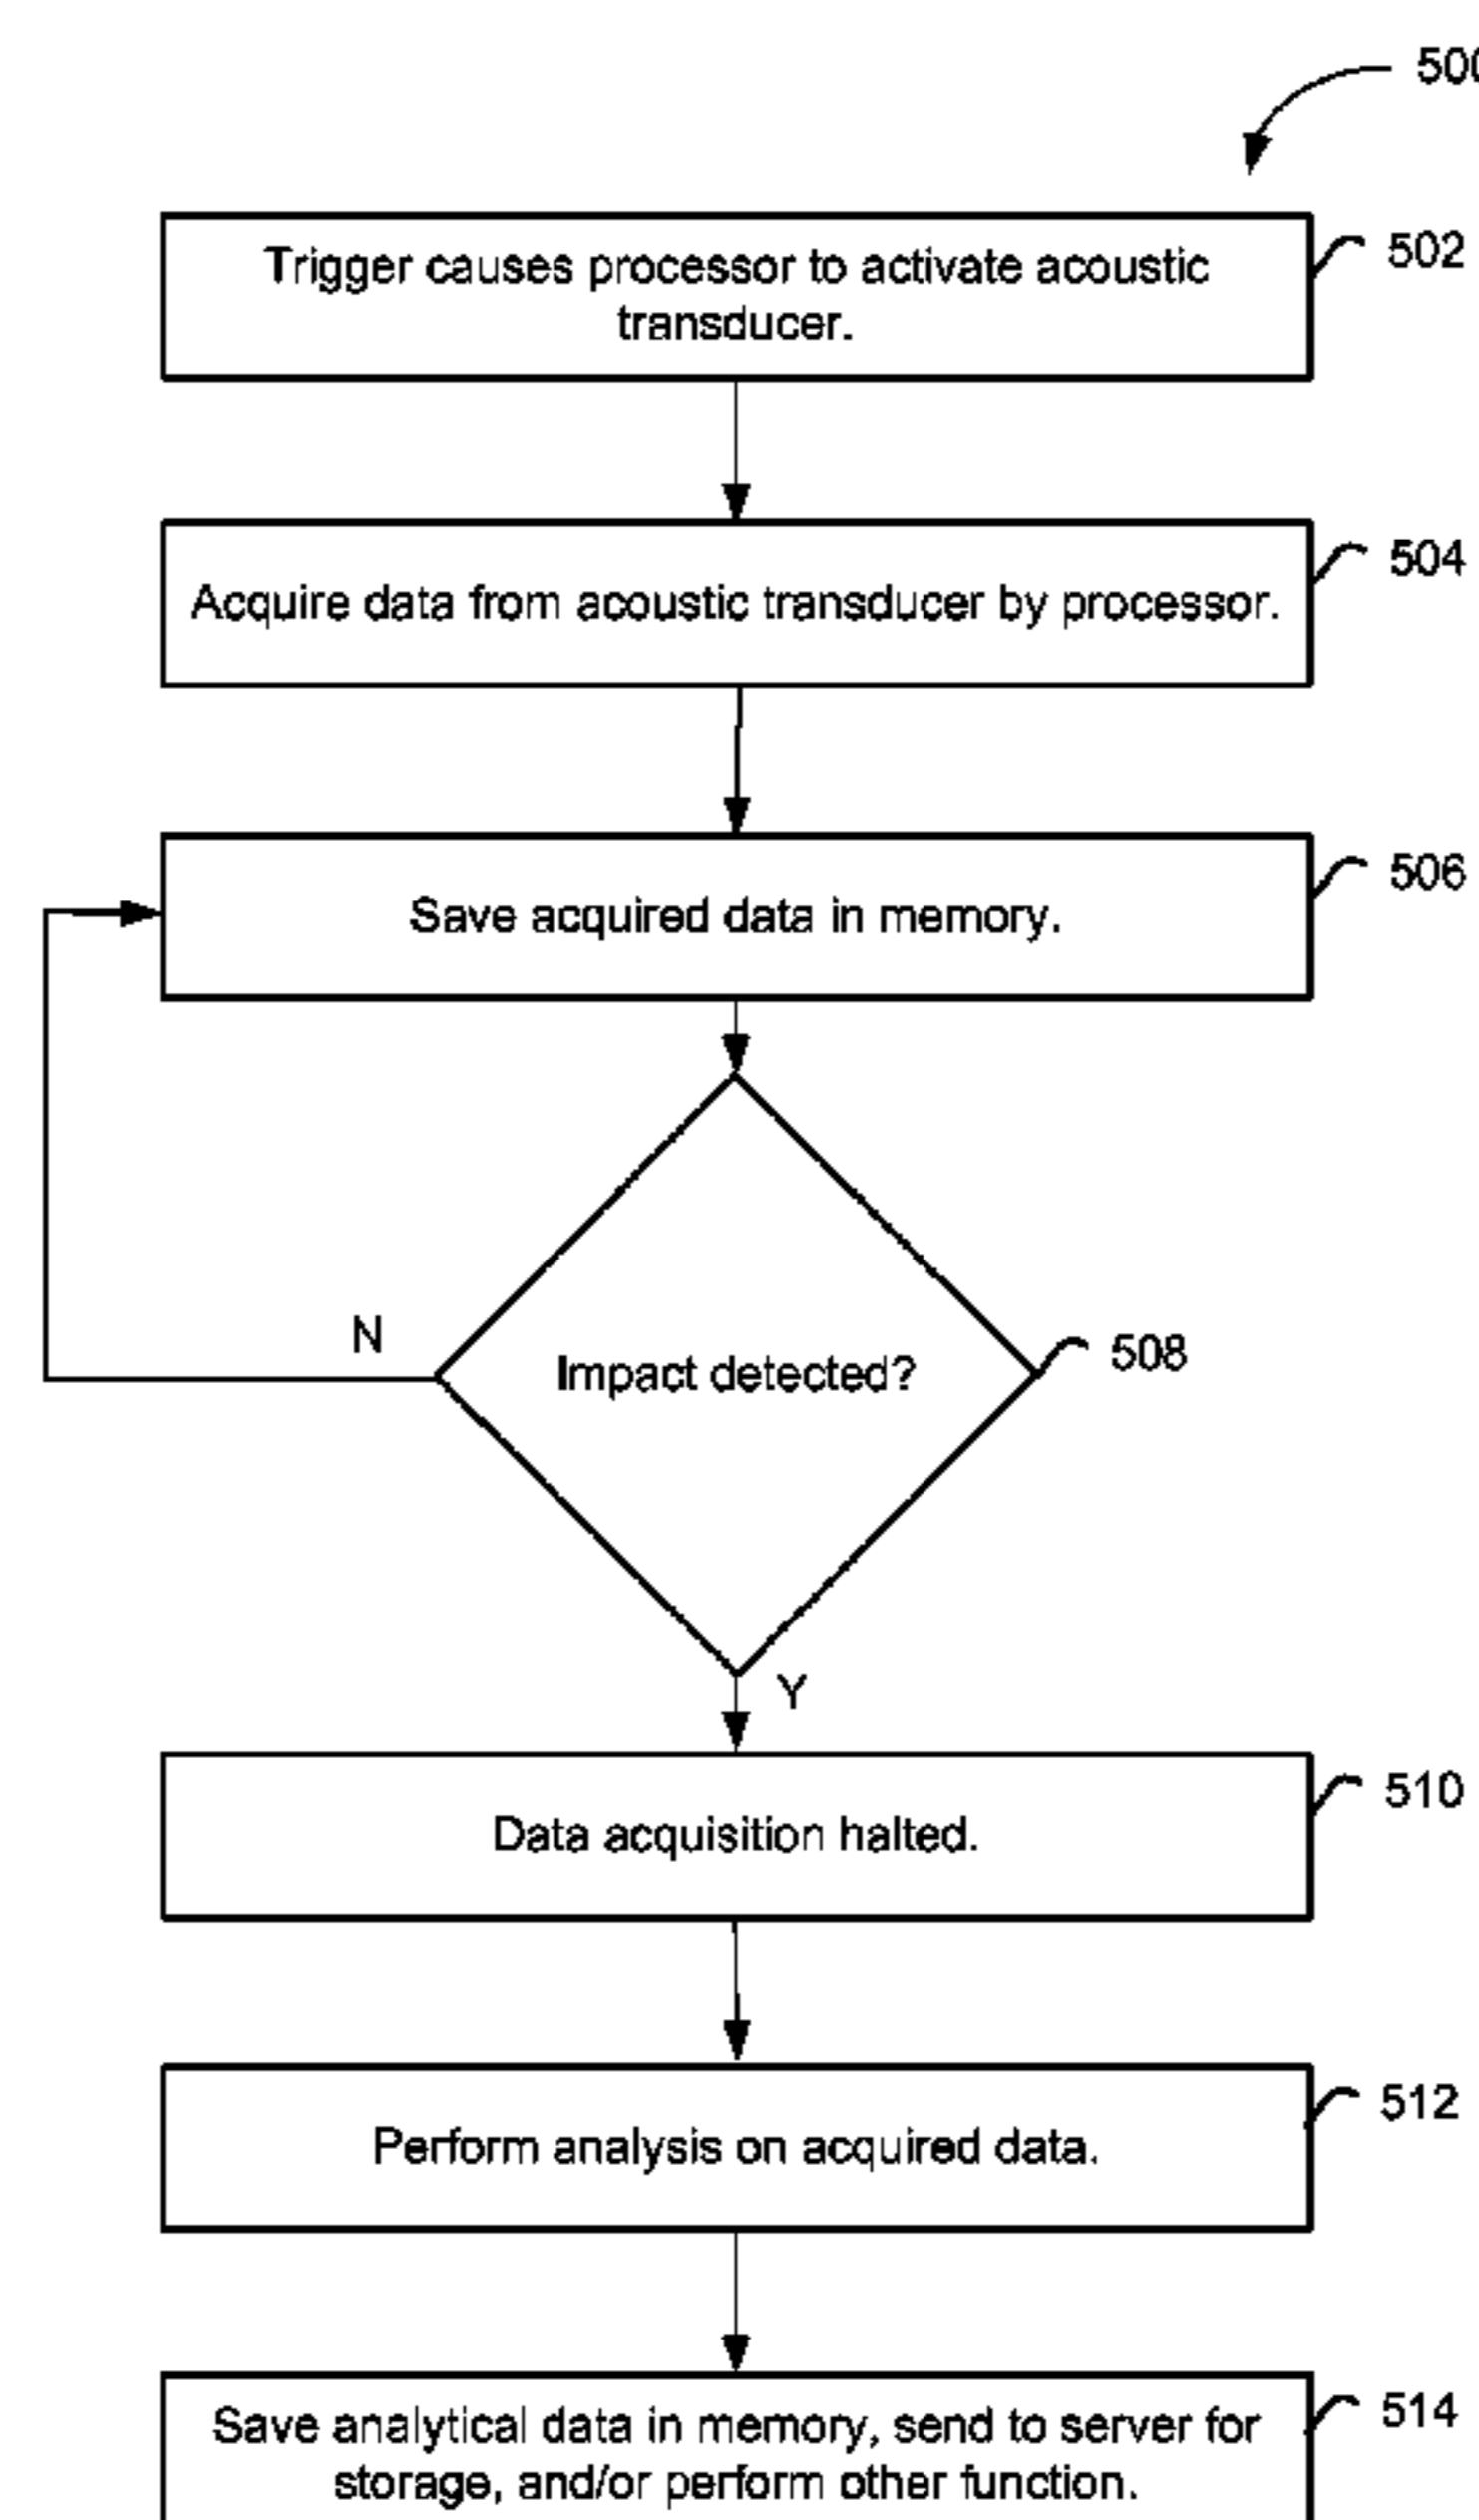 500
Trigger causes processor to activate acoustic
transducer.
502
Acquire data from acoustic transducer by processor.
504
Save acquired data in memory.
506
N
Impact detected?
508
Y
Data acquisition halted.
510
Perform analysis on acquired data.
512
Save analytical data in memory, send to server for
storage, and/or perform other function.
514